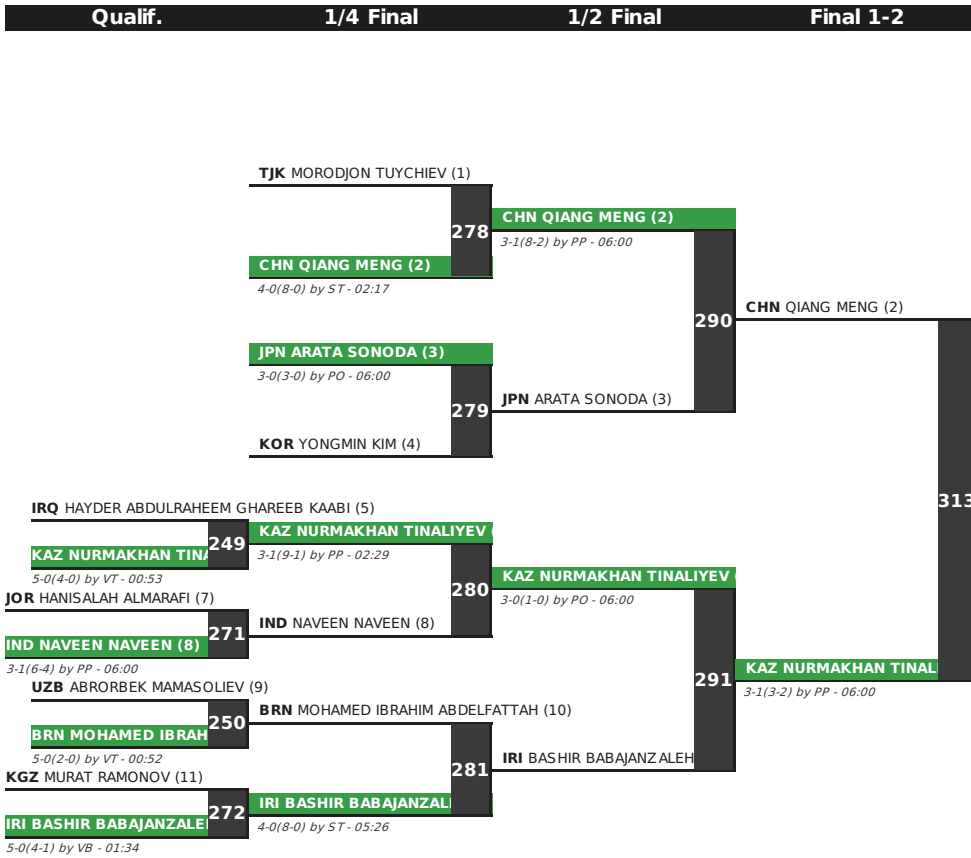 Qualif. 1/4 Final 1/2 Final Final 1-2
TJK MORODJON TUYCHIEV (1)
278
CHN QIANG MENG (2)
4-0(8-0) by ST - 02:17
CHN QIANG MENG (2)
3-1(8-2) by PP - 06:00
290
JPN ARATA SONODA (3)
3-0(3-0) by PO - 06:00
279
KOR YONGMIN KIM (4)
JPN ARATA SONODA (3)
CHN QIANG MENG (2)
313
IRQ HAYDER ABDULRAHEEM GHAREEB KAABI (5)
249
KAZ NURMAKHAN TINA
5-0(4-0) by VT - 00:53
KAZ NURMAKHAN TINALIYEV (
3-1(9-1) by PP - 02:29
280
JOR HANISALAH ALMARAFI (7)
271
IND NAVEEN NAVEEN (8)
3-1(6-4) by PP - 06:00
IND NAVEEN NAVEEN (8)
KAZ NURMAKHAN TINALIYEV (
3-0(1-0) by PO - 06:00
291
KAZ NURMAKHAN TINAL
3-1(3-2) by PP - 06:00
UZB ABRORBEK MAMASOLIEV (9)
250
BRN MOHAMED IBRAH
5-0(2-0) by VT - 00:52
BRN MOHAMED IBRAHIM ABDELFATTAH (10)
281
IRI BASHIR BABAJANZALEH
KGZ MURAT RAMONOV (11)
272
IRI BASHIR BABAJANZALE
5-0(4-1) by VB - 01:34
IRI BASHIR BABAJANZAL
4-0(8-0) by ST - 05:26